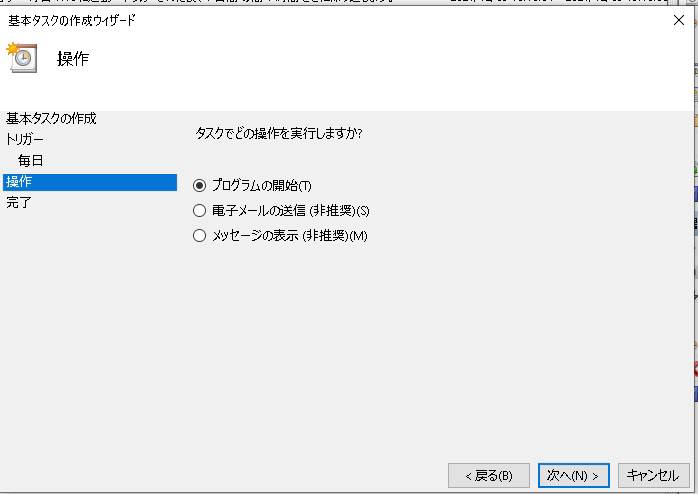 基本タスクの作成ウィザード
操作
基本タスクの作成
トリガー
毎日
操作
完了
タスクでどの操作を実行しますか?
プログラムの開始(T)
電子メールの送信 (非推奨)(S)
メッセージの表示 (非推奨)(M)
< 戻る(B)
次へ(N) >
キャンセル